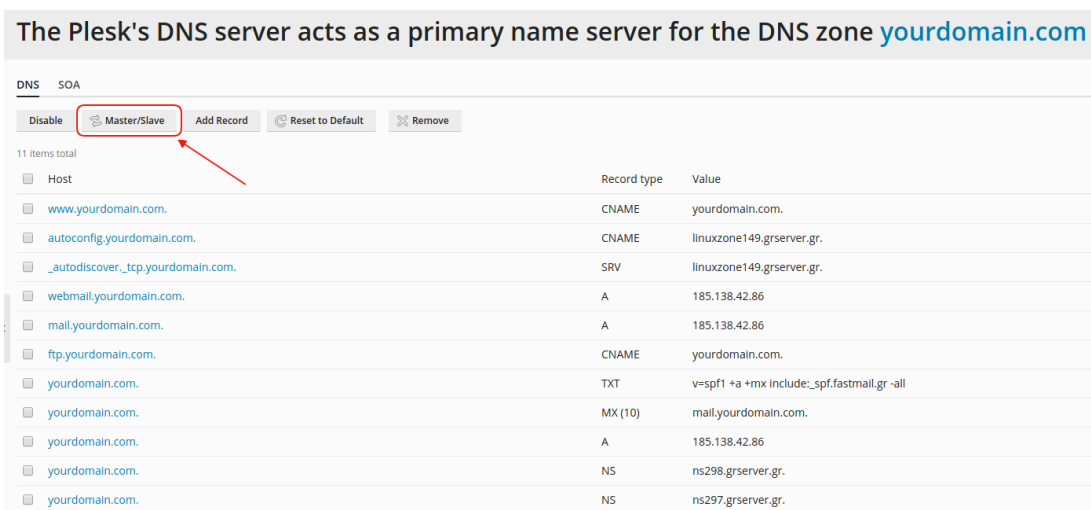 The Plesk's DNS server acts as a primary name server for the DNS zone yourdomain.com
DNS SOA
Disable Master/Slave Add Record Reset to Default Remove
11 items total
Host Record type Value
www.yourdomain.com. CNAME yourdomain.com.
autoconfig.yourdomain.com. CNAME linuxzone149.grserver.gr.
_autodiscover._tcp.yourdomain.com. SRV linuxzone149.grserver.gr.
webmail.yourdomain.com. A 185.138.42.86
mail.yourdomain.com. A 185.138.42.86
ftp.yourdomain.com. CNAME yourdomain.com.
yourdomain.com. TXT v=spf1 +a +mx include:_spf.fastmail.gr -all
yourdomain.com. MX (10) mail.yourdomain.com.
yourdomain.com. A 185.138.42.86
yourdomain.com. NS ns298.grserver.gr.
yourdomain.com. NS ns297.grserver.gr.